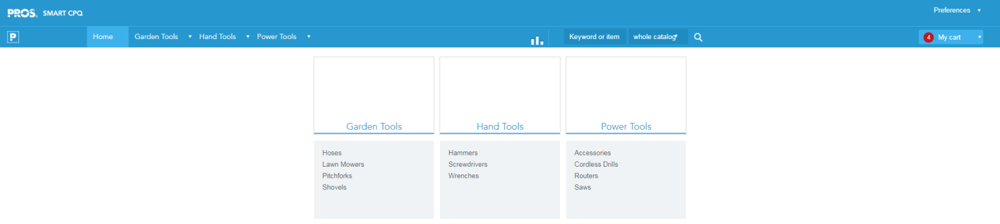 PROS SMART CPQ
Preferences
P
Home Garden Tools Hand Tools Power Tools
Keyword or item whole catalog
4 My cart
Garden Tools Hand Tools Power Tools
Hoses
Lawn Mowers
Pitchforks
Shovels
Hammers
Screwdrivers
Wrenches
Accessories
Cordless Drills
Routers
Saws